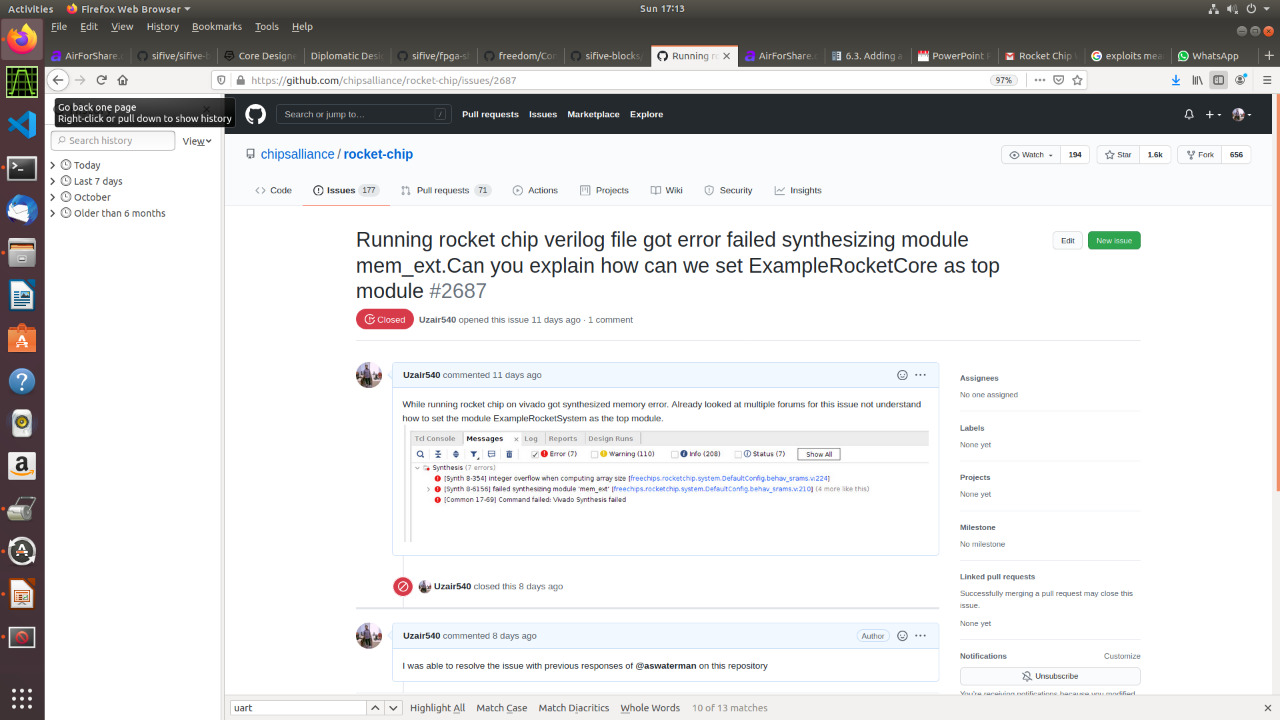 Activities Firefox Web Browser Sun 17:13
File Edit View History Bookmarks Tools Help
AirForShare sifive/sifive-b Core Designe Diplomatic Desi sifive/fpga-sh freedom/Con sifive-blocks/ Running ro AirForShare 6.3. Adding a PowerPoint Rocket Chip exploits mea WhatsApp
https://github.com/chipsalliance/rocket-chip/issues/2687 97%
Go back one page
Right-click or pull down to show history
Search history View
Today
Last 7 days
October
Older than 6 months
Search or jump to… / Pull requests Issues Marketplace Explore
chipsalliance / rocket-chip Watch 194 Star 1.6k Fork 656
Code Issues 177 Pull requests 71 Actions Projects Wiki Security Insights
Running rocket chip verilog file got error failed synthesizing module
mem_ext.Can you explain how can we set ExampleRocketCore as top
module #2687
Edit New issue
Closed Uzair540 opened this issue 11 days ago · 1 comment
Uzair540 commented 11 days ago
While running rocket chip on vivado got synthesized memory error. Already looked at multiple forums for this issue not understand
how to set the module ExampleRocketSystem as the top module.
Tcl Console Messages × Log Reports Design Runs
Error (7) Warning (110) Info (208) Status (7) Show All
Synthesis (7 errors)
[Synth 8-354] integer overflow when computing array size [freechips.rocketchip.system.DefaultConfig.behav_srams.v:224]
[Synth 8-6156] failed synthesizing module 'mem_ext' [freechips.rocketchip.system.DefaultConfig.behav_srams.v:210] (4 more like this)
[Common 17-69] Command failed: Vivado Synthesis failed
Uzair540 closed this 8 days ago
Uzair540 commented 8 days ago Author
I was able to resolve the issue with previous responses of @aswaterman on this repository
Assignees
No one assigned
Labels
None yet
Projects
None yet
Milestone
No milestone
Linked pull requests
Successfully merging a pull request may close this
issue.
None yet
Notifications Customize
Unsubscribe
You're receiving notifications because you modified
uart Highlight All Match Case Match Diacritics Whole Words 10 of 13 matches